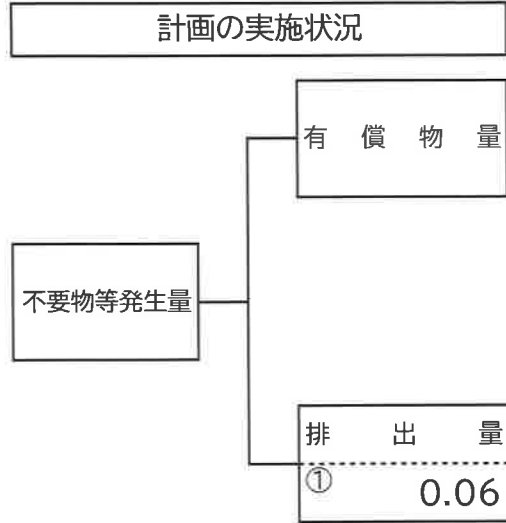 計画の実施状況
有償物量
不要物等発生量
排出量
①
0.06